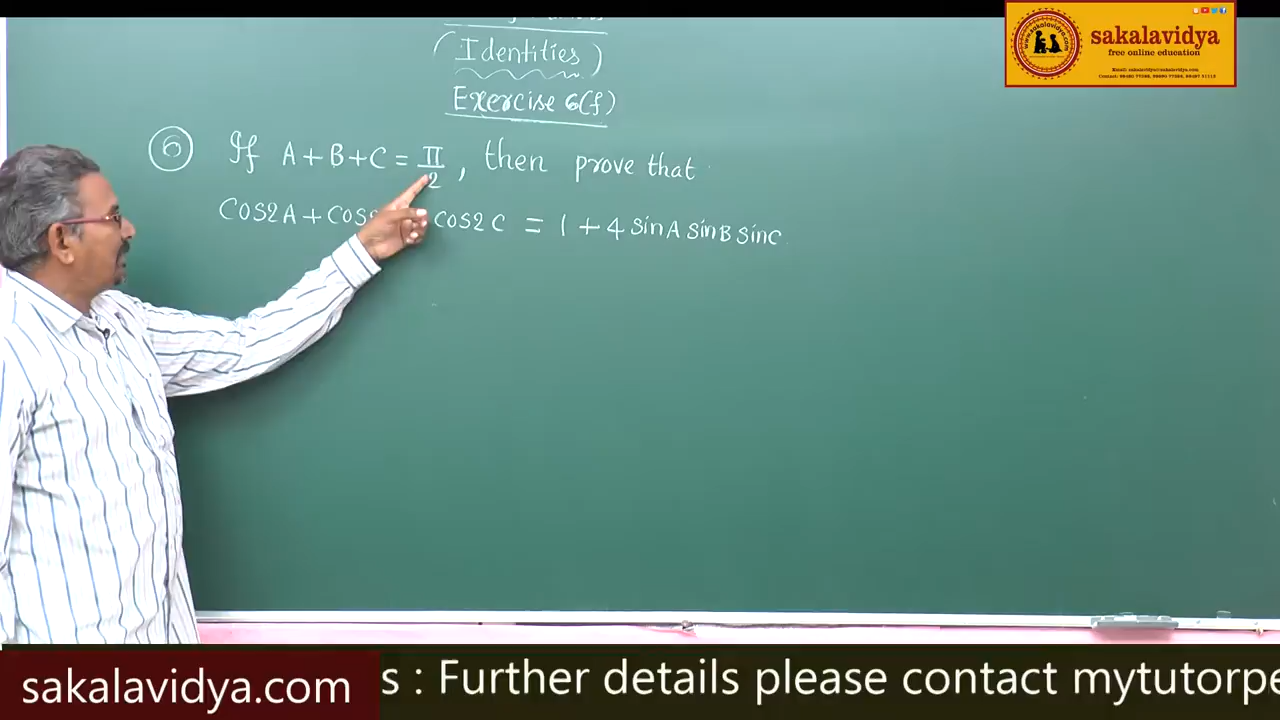 (Identities)
Exercise 6(f)
6 If A+B+C = π/2, then prove that
Cos2A + Cos cos2C = 1 + 4 sinA sinB sinC
sakalavidya
free online education
sakalavidya.com
s : Further details please contact mytutorpe